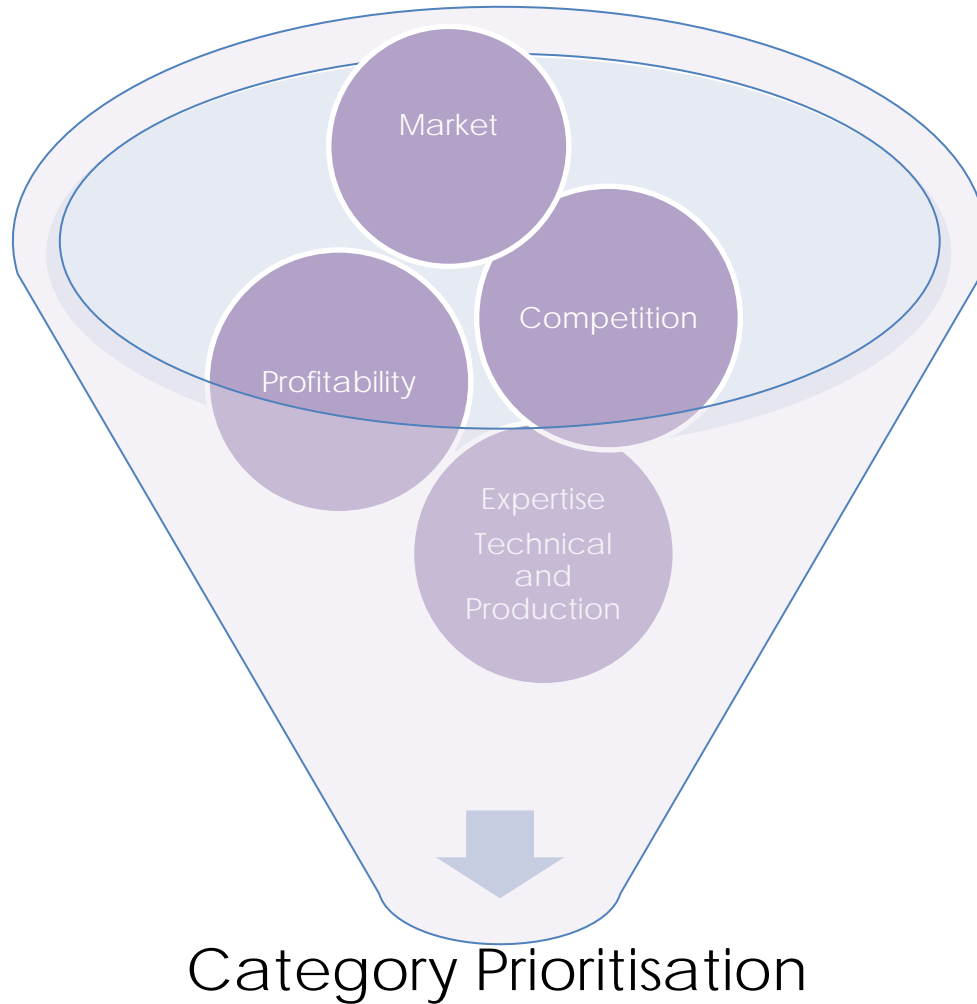 Market
Competition
Profitability
Expertise
Technical
and
Production
Category Prioritisation